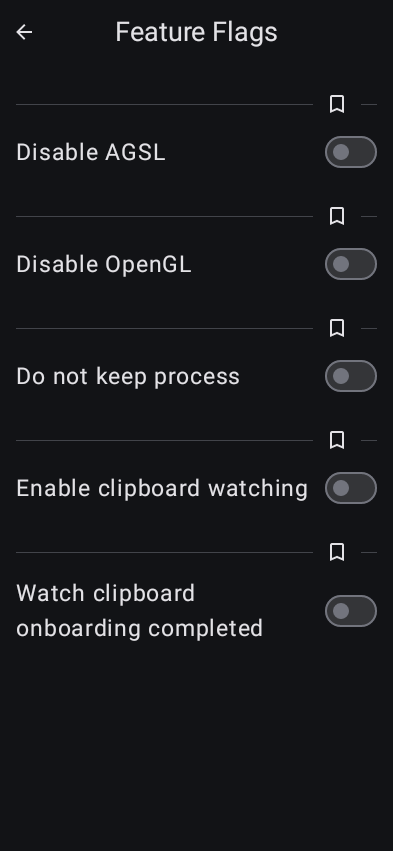 Feature Flags
Disable AGSL
Disable OpenGL
Do not keep process
Enable clipboard watching
Watch clipboard
onboarding completed